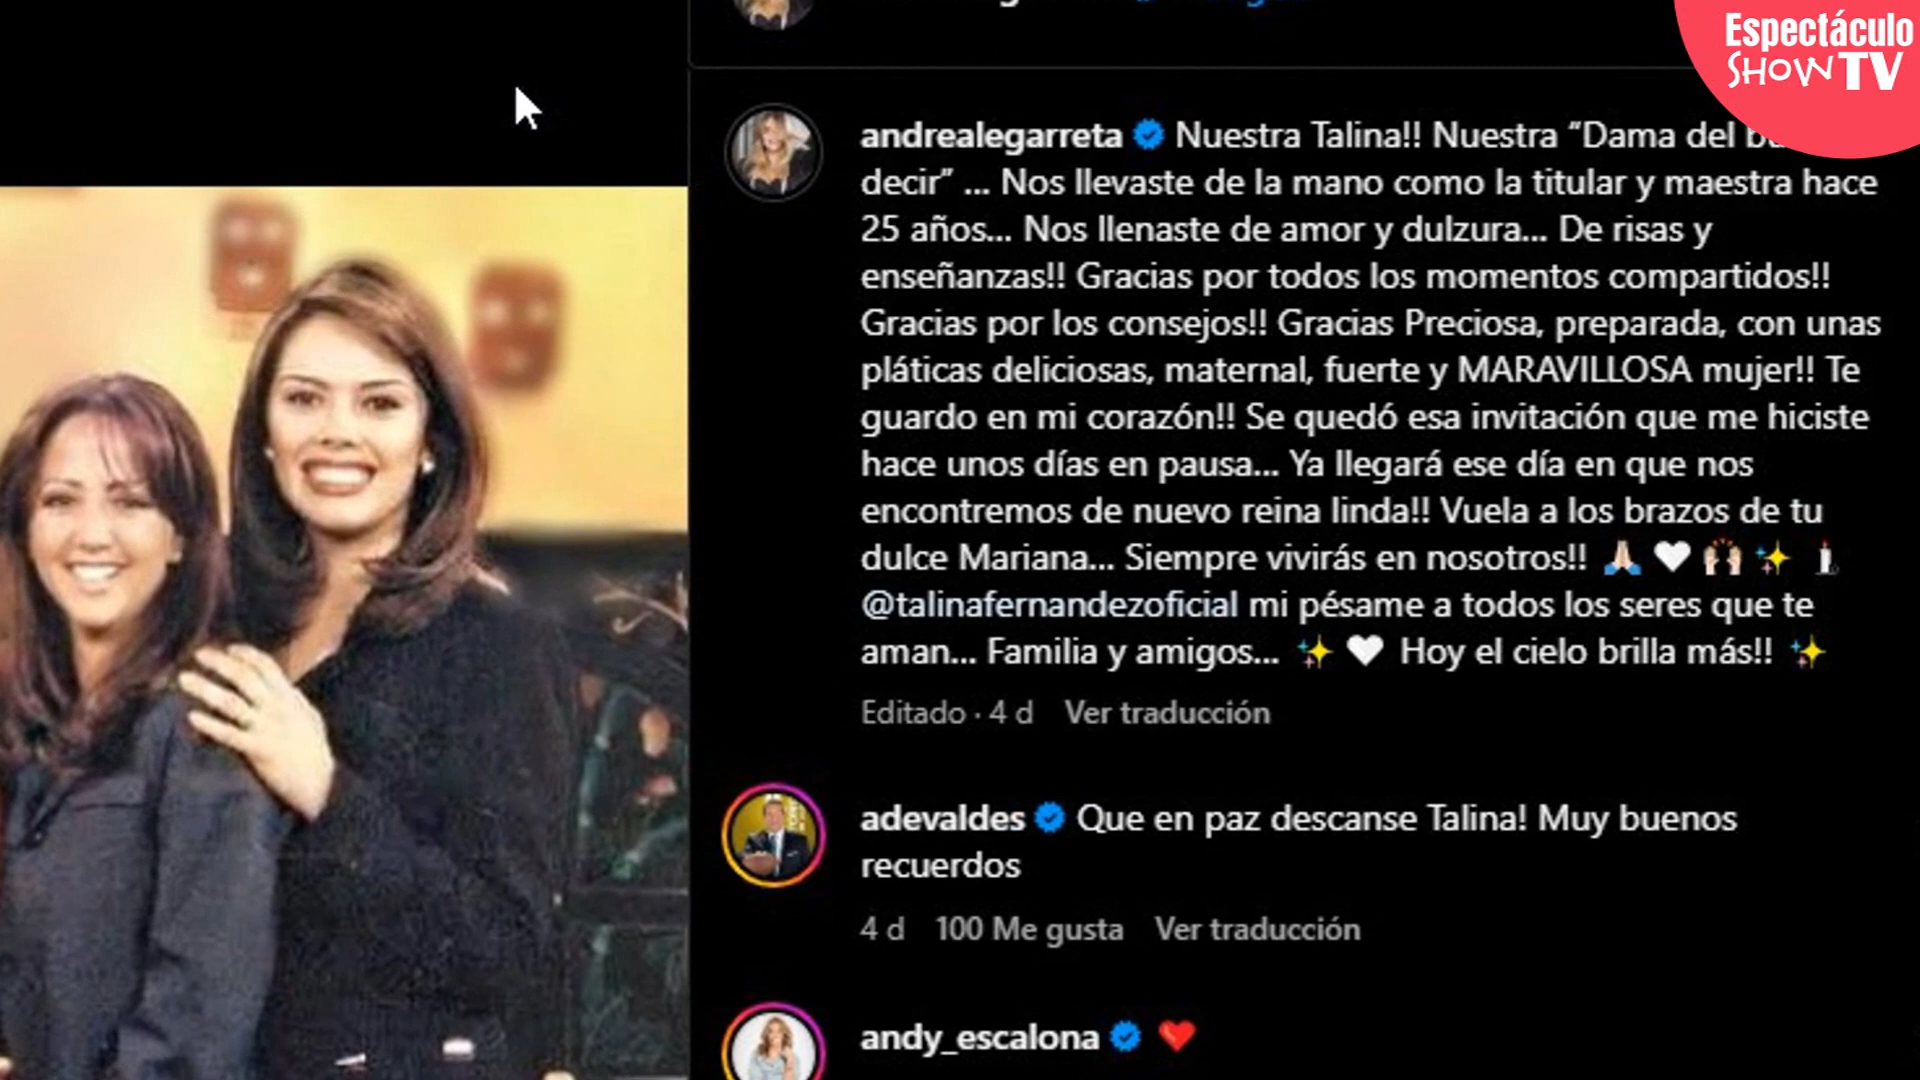 Espectáculo
SHOW TV
andrealegarreta Nuestra Talina!! Nuestra “Dama del
decir” ... Nos llevaste de la mano como la titular y maestra hace
25 años... Nos llenaste de amor y dulzura... De risas y
enseñanzas!! Gracias por todos los momentos compartidos!!
Gracias por los consejos!! Gracias Preciosa, preparada, con unas
pláticas deliciosas, maternal, fuerte y MARAVILLOSA mujer!! Te
guardo en mi corazón!! Se quedó esa invitación que me hiciste
hace unos días en pausa... Ya llegará ese día en que nos
encontremos de nuevo reina linda!! Vuela a los brazos de tu
dulce Mariana... Siempre vivirás en nosotros!! 🙏🏻 🤍 🙌🏻 ✨ 🕯
@talinafernandezoficial mi pésame a todos los seres que te
aman... Familia y amigos... ✨ 🤍 Hoy el cielo brilla más!! ✨
Editado · 4 d Ver traducción
adevaldes Que en paz descanse Talina! Muy buenos
recuerdos
4 d 100 Me gusta Ver traducción
andy_escalona ❤️